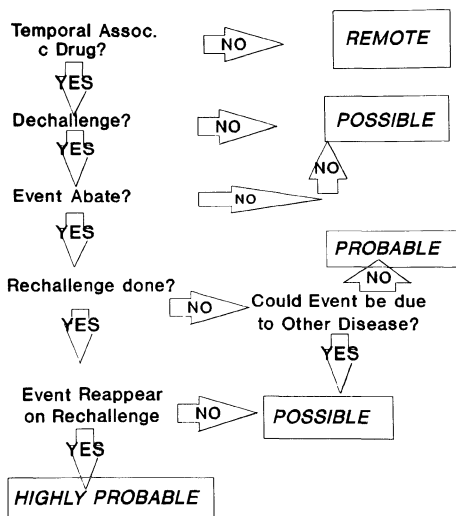 Temporal Assoc.
c Drug?
NO
REMOTE
YES
Dechallenge?
NO
POSSIBLE
YES
NO
Event Abate?
NO
YES
PROBABLE
NO
Rechallenge done?
NO
Could Event be due
to Other Disease?
YES
YES
Event Reappear
on Rechallenge
NO
POSSIBLE
YES
HIGHLY PROBABLE